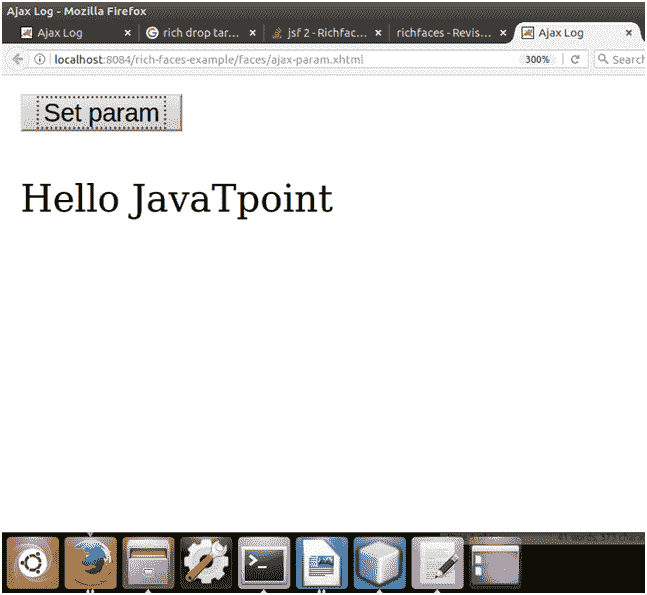 Ajax Log - Mozilla Firefox
Ajax Log × rich drop tar... × jsf 2 - Richfac... × richfaces - Revis... × Ajax Log ×
localhost:8084/rich-faces-example/faces/ajax-param.xhtml 300% Search
Set param
Hello JavaTpoint